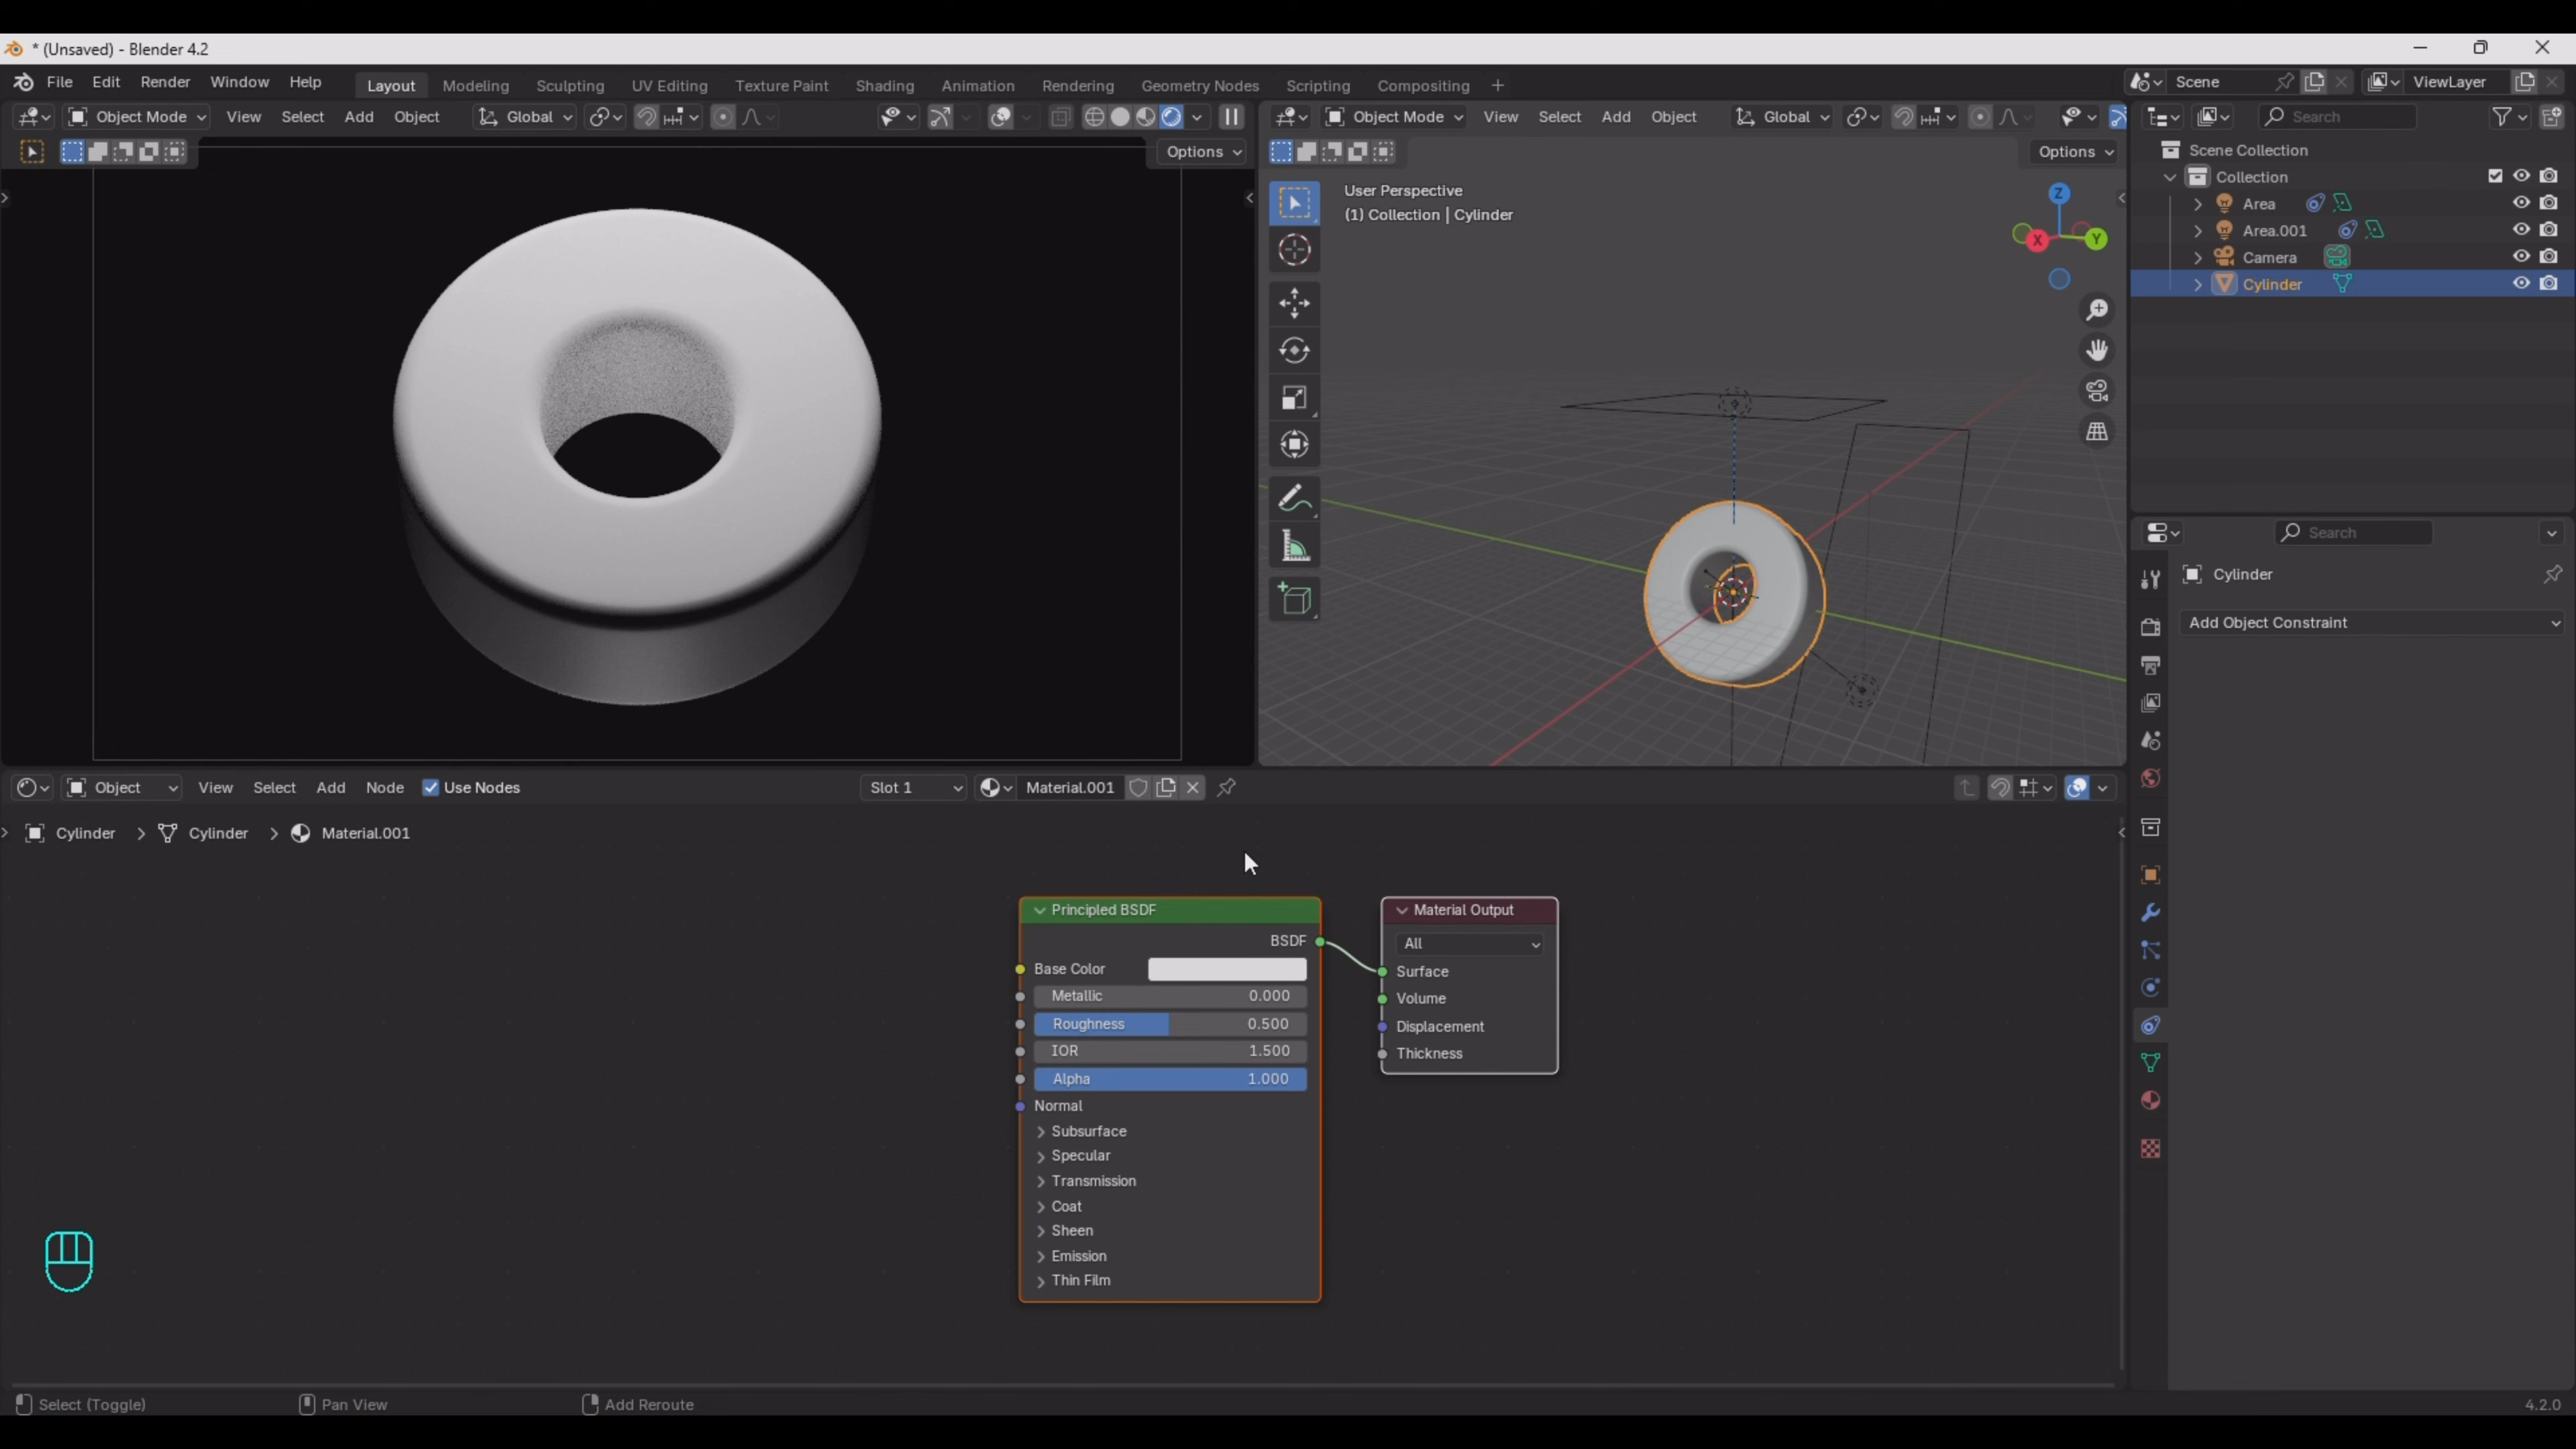 * (Unsaved) - Blender 4.2
File Edit Render Window Help Layout Modeling Sculpting UV Editing Texture Paint Shading Animation Rendering Geometry Nodes Scripting Compositing + Scene ViewLayer
Object Mode View Select Add Object Global
Object Mode View Select Add Object Global
Search
Options
Options
User Perspective
(1) Collection | Cylinder
Z
X
Y
Scene Collection
Collection
Area
Area.001
Camera
Cylinder
Search
Cylinder
Add Object Constraint
Object View Select Add Node Use Nodes Slot 1 Material.001
Cylinder > Cylinder > Material.001
Principled BSDF
BSDF
Base Color
Metallic 0.000
Roughness 0.500
IOR 1.500
Alpha 1.000
Normal
Subsurface
Specular
Transmission
Coat
Sheen
Emission
Thin Film
Material Output
All
Surface
Volume
Displacement
Thickness
Select (Toggle) Pan View Add Reroute 4.2.0